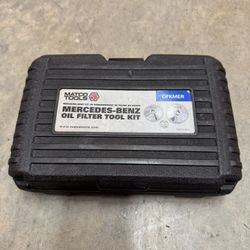 MATCO
TOOLS
OFKMER
MERCEDES-BENZ
OIL FILTER TOOL KIT